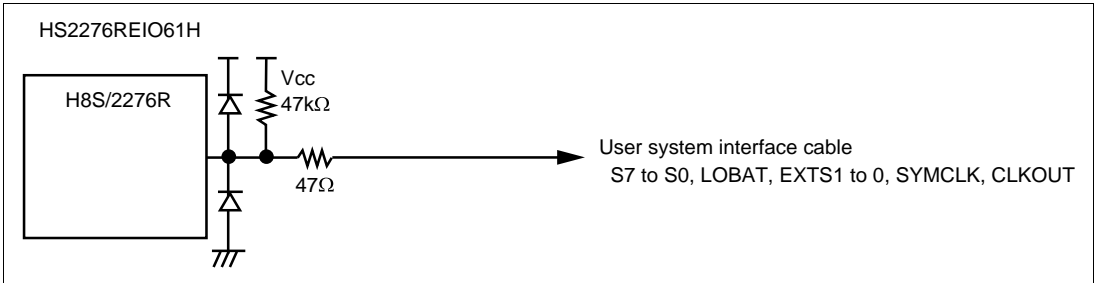 HS2276REIO61H
H8S/2276R
Vcc
47kΩ
47Ω
User system interface cable
S7 to S0, LOBAT, EXTS1 to 0, SYMCLK, CLKOUT